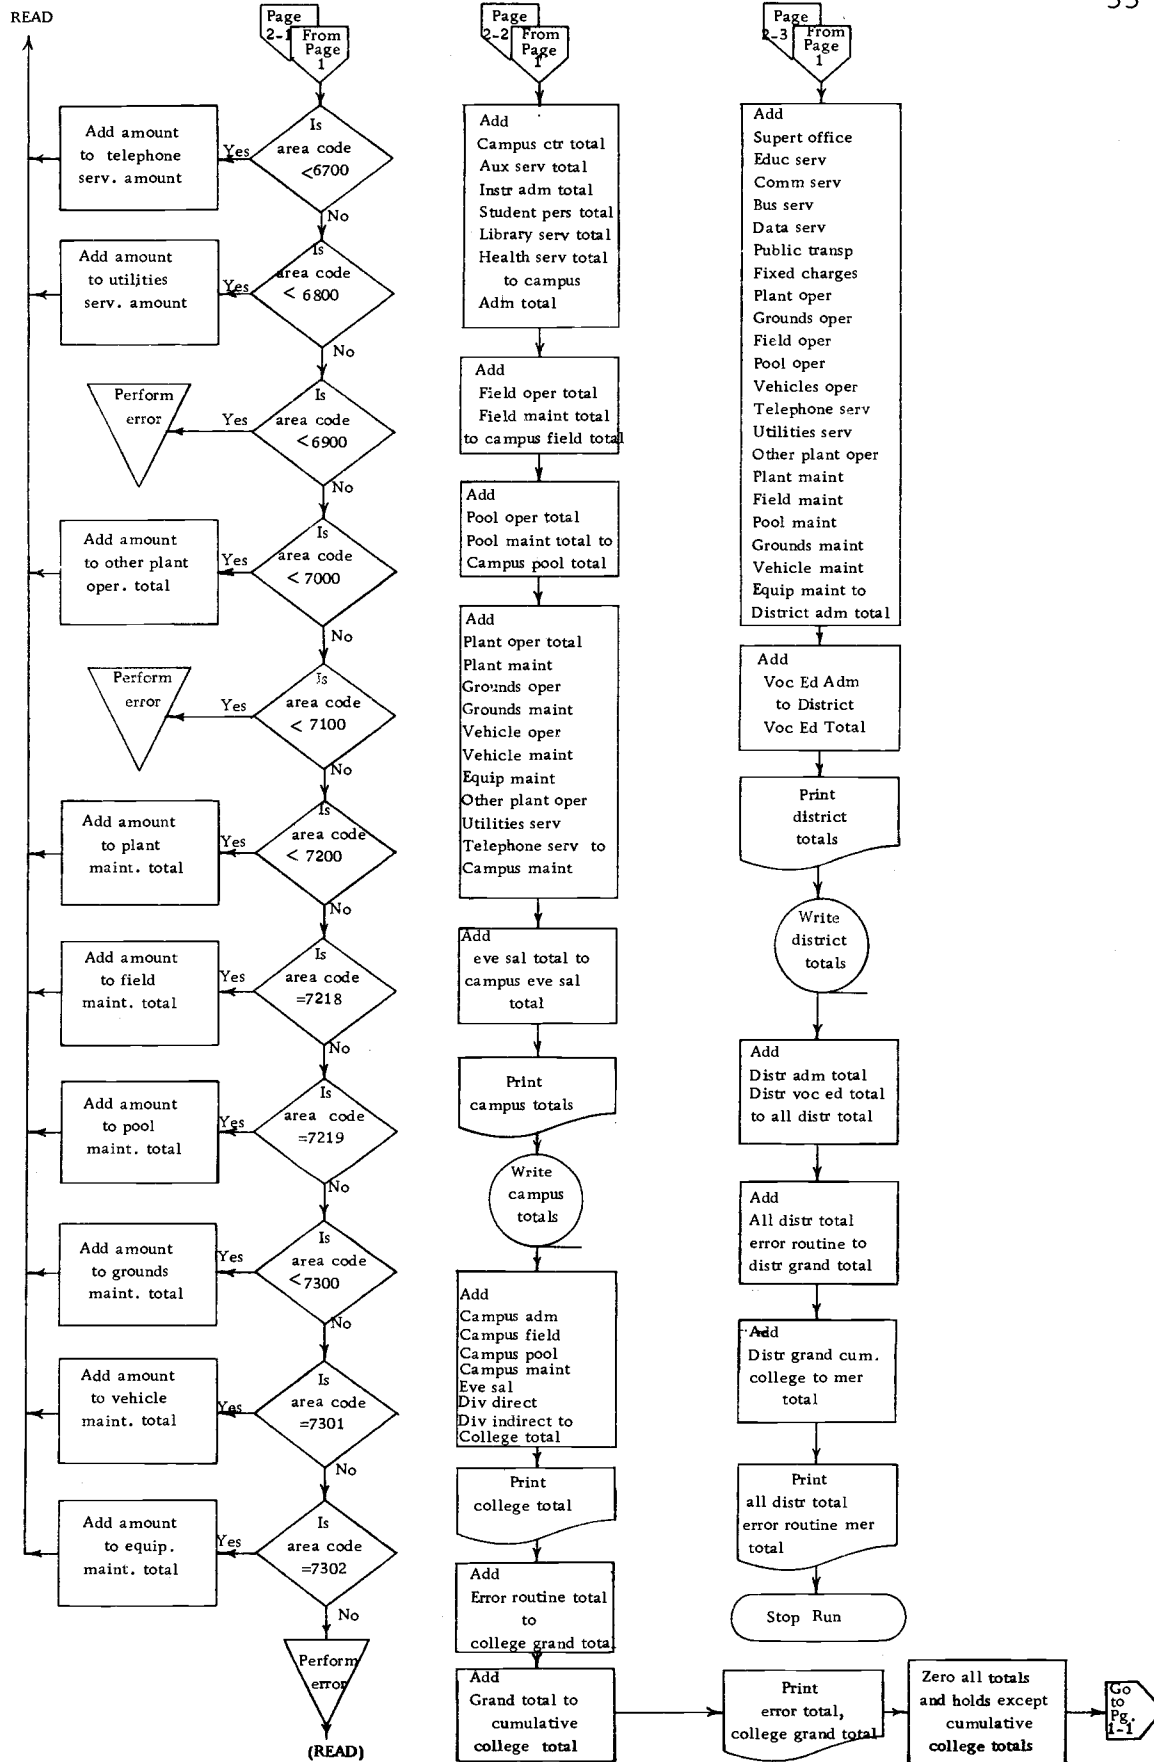 READ
Page
2-1
From
Page
1
Is
area code
<6700
Yes
Add amount
to telephone
serv. amount
No
Is
area code
< 6800
Yes
Add amount
to utilities
serv. amount
No
Is
area code
<6900
Yes
Perform
error
No
Is
area code
< 7000
Yes
Add amount
to other plant
oper. total
No
Is
area code
< 7100
Yes
Perform
error
No
Is
area code
< 7200
Yes
Add amount
to plant
maint. total
No
Is
area code
=7218
Yes
Add amount
to field
maint. total
No
Is
area code
=7219
Yes
Add amount
to pool
maint. total
No
Is
area code
<7300
Yes
Add amount
to grounds
maint. total
No
Is
area code
=7301
Yes
Add amount
to vehicle
maint. total
No
Is
area code
=7302
Yes
Add amount
to equip.
maint. total
No
Perform
error
(READ)
Page
2-2
From
Page
1
Add
Campus ctr total
Aux serv total
Instr adm total
Student pers total
Library serv total
Health serv total
to campus
Adm total
Add
Field oper total
Field maint total
to campus field total
Add
Pool oper total
Pool maint total to
Campus pool total
Add
Plant oper total
Plant maint
Grounds oper
Grounds maint
Vehicle oper
Vehicle maint
Equip maint
Other plant oper
Utilities serv
Telephone serv to
Campus maint
Add
eve sal total to
campus eve sal
total
Print
campus totals
Write
campus
totals
Add
Campus adm
Campus field
Campus pool
Campus maint
Eve sal
Div direct
Div indirect to
College total
Print
college total
Add
Error routine total
to
college grand total
Add
Grand total to
cumulative
college total
Print
error total,
college grand total
Zero all totals
and holds except
cumulative
college totals
Go
to
Pg.
1-1
Page
2-3
From
Page
1
Add
Supert office
Educ serv
Comm serv
Bus serv
Data serv
Public transp
Fixed charges
Plant oper
Grounds oper
Field oper
Pool oper
Vehicles oper
Telephone serv
Utilities serv
Other plant oper
Plant maint
Field maint
Pool maint
Grounds maint
Vehicle maint
Equip maint to
District adm total
Add
Voc Ed Adm
to District
Voc Ed Total
Print
district
totals
Write
district
totals
Add
Distr adm total
Distr voc ed total
to all distr total
Add
All distr total
error routine to
distr grand total
Add
Distr grand cum.
college to mer
total
Print
all distr total
error routine mer
total
Stop Run